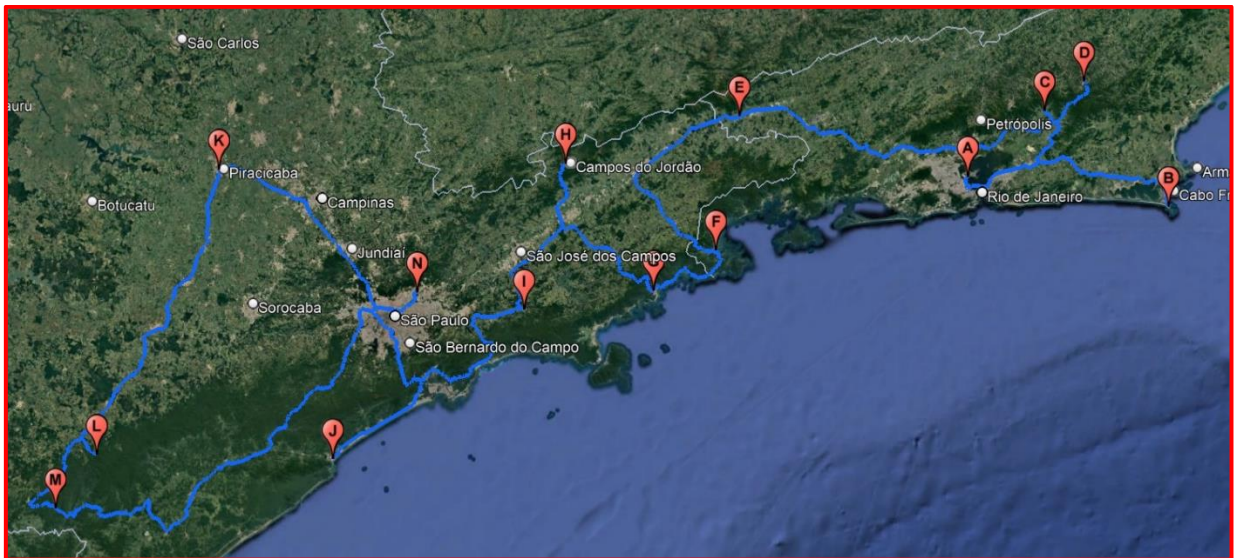 São Carlos
D
E
C
auru
Petrópolis
H
K
A
Campos do Jordão
Piracicaba
B
Arm
Rio de Janeiro
Cabo Fr
Campinas
Botucatu
F
Jundiaí
São José dos Campos
N
G
I
Sorocaba
São Paulo
São Bernardo do Campo
L
J
M